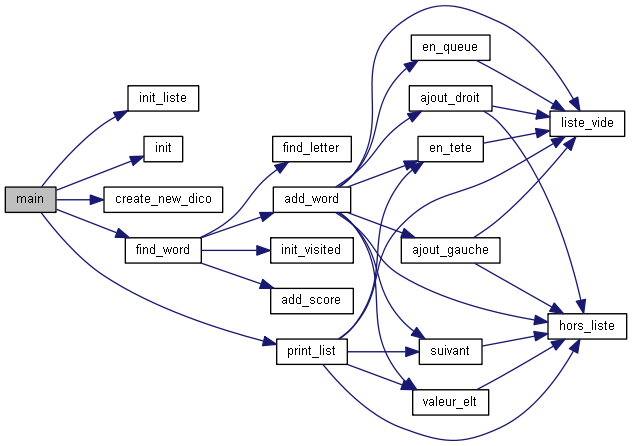 en_queue
ajout_droit
init_liste
liste_vide
init
find_letter
en_tete
main
create_new_dico
add_word
find_word
init_visited
ajout_gauche
add_score
hors_liste
print_list
suivant
valeur_elt